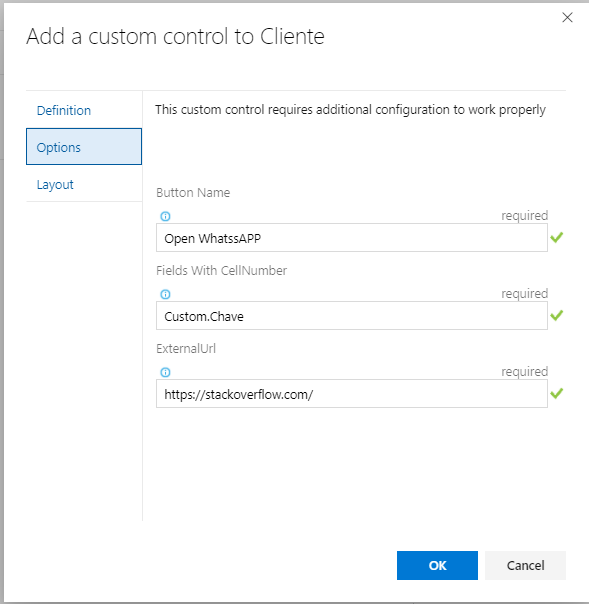 Add a custom control to Cliente
Definition
This custom control requires additional configuration to work properly
Options
Layout
Button Name
required
Open WhatssAPP
Fields With CellNumber
required
Custom.Chave
ExternalUrl
required
https://stackoverflow.com/
OK
Cancel